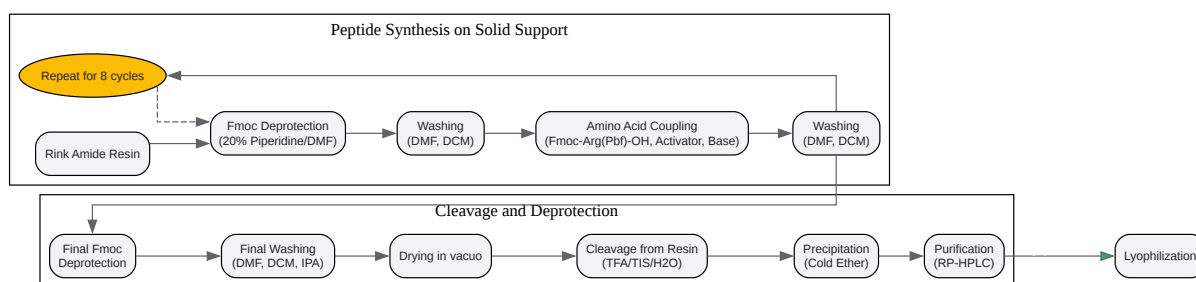 Peptide Synthesis on Solid Support
Repeat for 8 cycles
Rink Amide Resin
Fmoc Deprotection
(20% Piperidine/DMF)
Washing
(DMF, DCM)
Amino Acid Coupling
(Fmoc-Arg(Pbf)-OH, Activator, Base)
Washing
(DMF, DCM)
Cleavage and Deprotection
Final Fmoc
Deprotection
Final Washing
(DMF, DCM, IPA)
Drying in vacuo
Cleavage from Resin
(TFA/TIS/H2O)
Precipitation
(Cold Ether)
Purification
(RP-HPLC)
Lyophilization